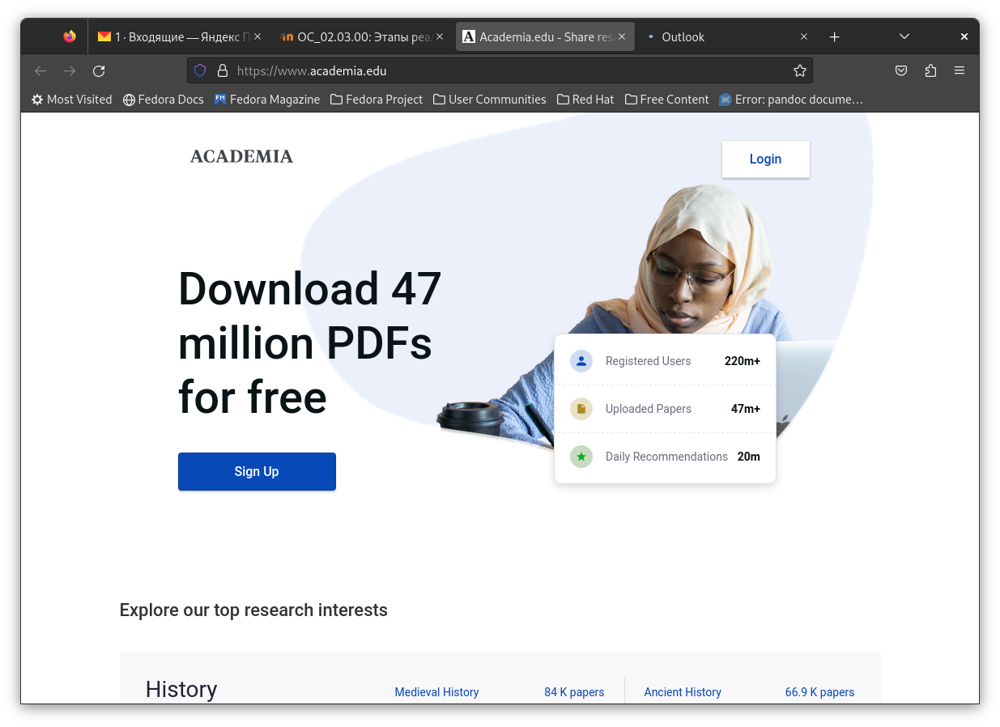 1 · Входящие — Яндекс П
ОС_02.03.00: Этапы реа
A Academia.edu - Share res
Outlook
https://www.academia.edu
Most Visited
Fedora Docs
FM Fedora Magazine
Fedora Project
User Communities
Red Hat
Free Content
Error: pandoc docume…
ACADEMIA
Login
Download 47
million PDFs
for free
Sign Up
Registered Users 220m+
Uploaded Papers 47m+
Daily Recommendations 20m
Explore our top research interests
History
Medieval History 84 K papers
Ancient History 66.9 K papers